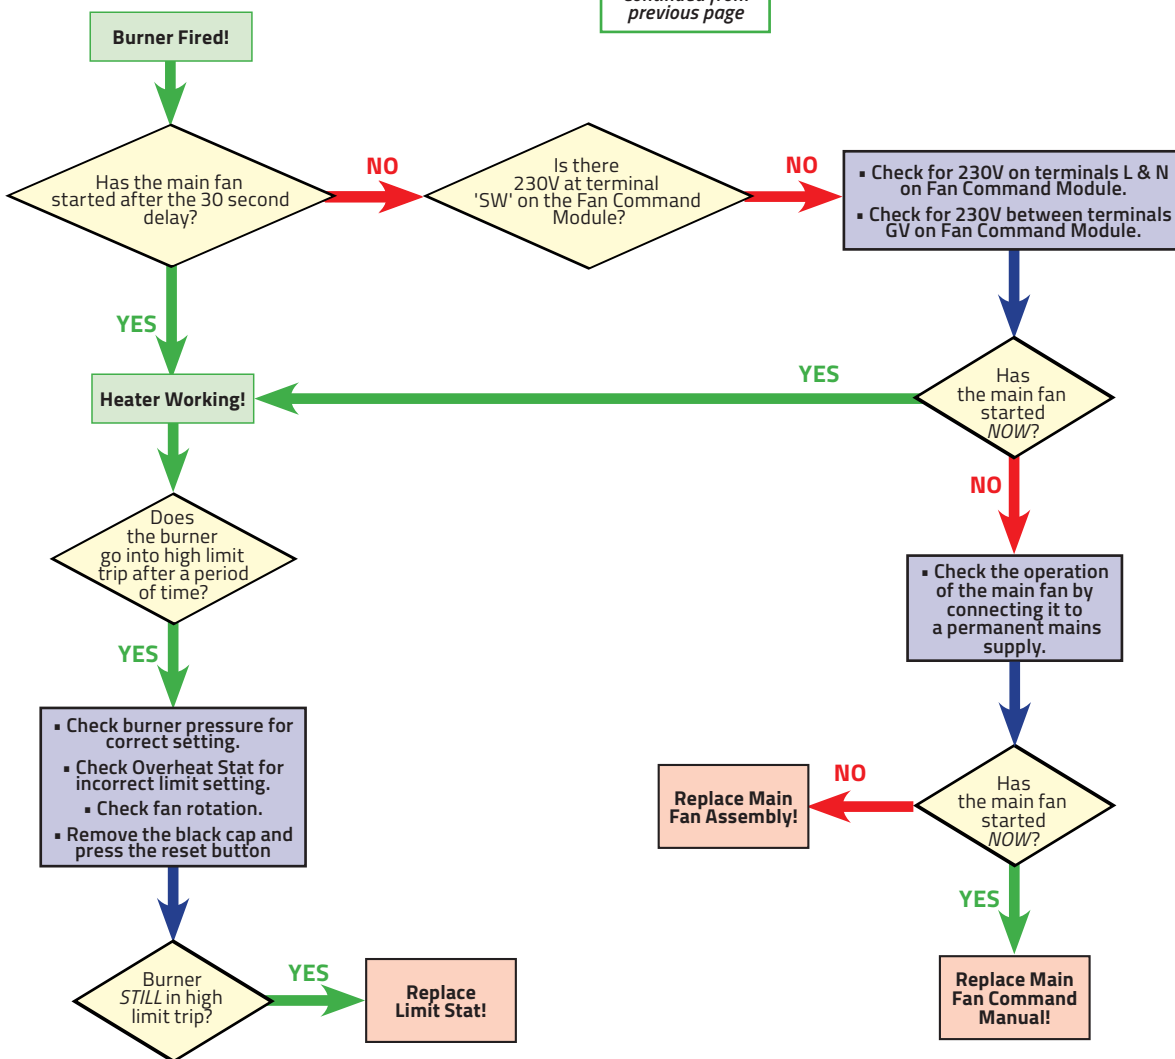 continued from
previous page
Burner Fired!
Has the main fan
started after the 30 second
delay?
NO
Is there
230V at terminal
'SW' on the Fan Command
Module?
NO
▪ Check for 230V on terminals L & N
on Fan Command Module.
▪ Check for 230V between terminals
GV on Fan Command Module.
YES
Heater Working!
YES
Has
the main fan
started
NOW?
NO
Does
the burner
go into high limit
trip after a period
of time?
▪ Check the operation
of the main fan by
connecting it to
a permanent mains
supply.
YES
▪ Check burner pressure for
correct setting.
▪ Check Overheat Stat for
incorrect limit setting.
▪ Check fan rotation.
▪ Remove the black cap and
press the reset button
Replace Main
Fan Assembly!
NO
Has
the main fan
started
NOW?
YES
Burner
STILL in high
limit trip?
YES
Replace
Limit Stat!
Replace Main
Fan Command
Manual!